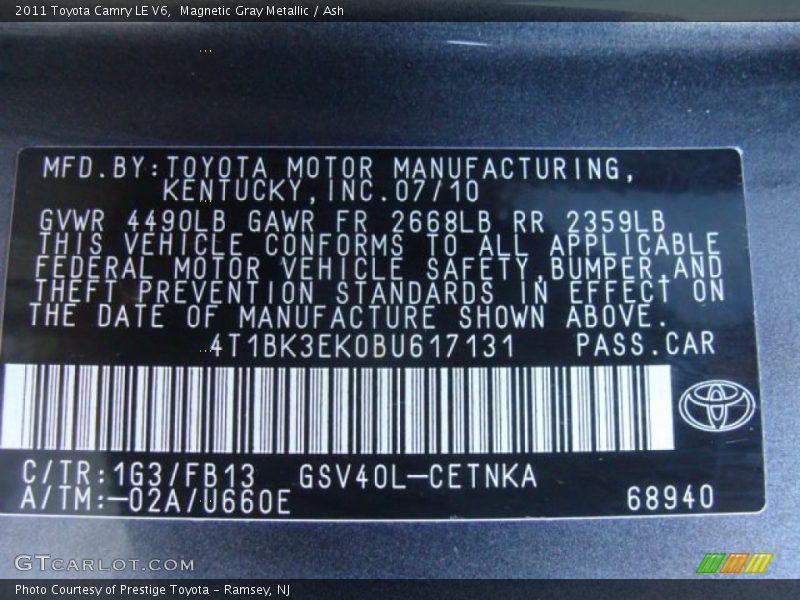 2011 Toyota Camry LE V6,  Magnetic Gray Metallic / Ash
MFD.BY:TOYOTA MOTOR MANUFACTURING,
KENTUCKY,INC.07/10
GVWR 4490LB GAWR FR 2668LB RR 2359LB
THIS VEHICLE CONFORMS TO ALL APPLICABLE
FEDERAL MOTOR VEHICLE SAFETY,BUMPER,AND
THEFT PREVENTION STANDARDS IN EFFECT ON
THE DATE OF MANUFACTURE SHOWN ABOVE.
4T1BK3EK0BU617131 PASS.CAR
C/TR:1G3/FB13 GSV40L-CETNKA
A/TM:-02A/U660E 68940
GTCARLOT.COM
Photo Courtesy of Prestige Toyota - Ramsey, NJ